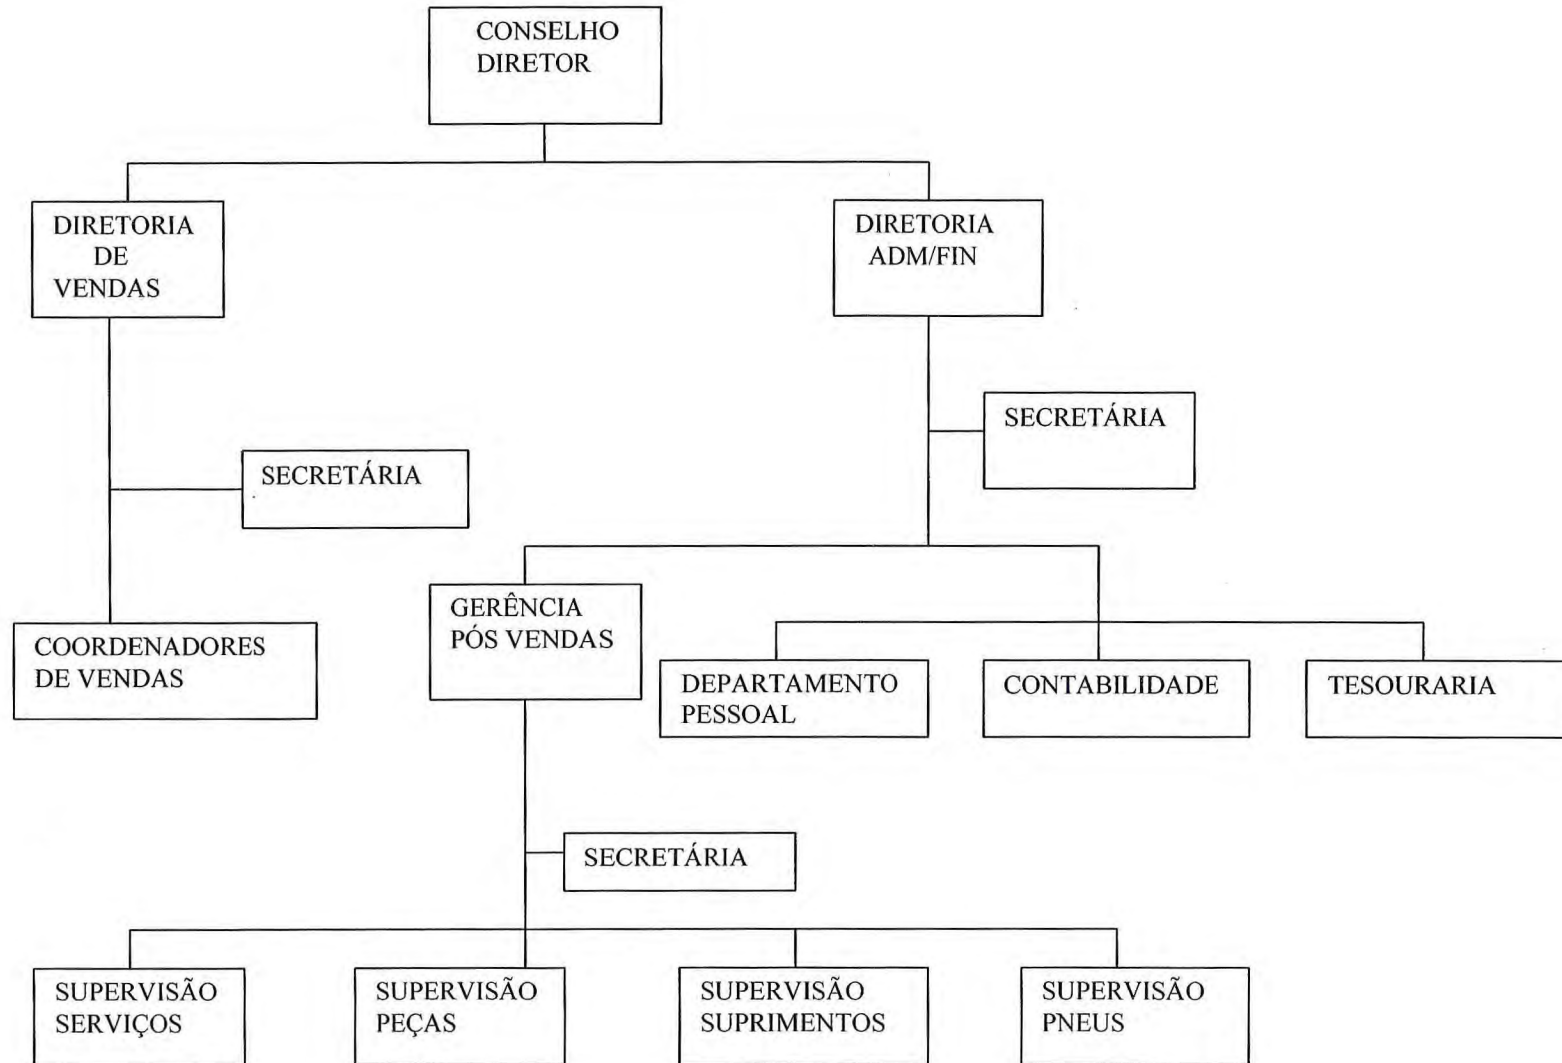 CONSELHO
DIRETOR
DIRETORIA
DE
VENDAS
DIRETORIA
ADM/FIN
SECRETÁRIA
SECRETÁRIA
GERÊNCIA
PÓS VENDAS
COORDENADORES
DE VENDAS
DEPARTAMENTO
PESSOAL
CONTABILIDADE
TESOURARIA
SECRETÁRIA
SUPERVISÃO
SERVIÇOS
SUPERVISÃO
PEÇAS
SUPERVISÃO
SUPRIMENTOS
SUPERVISÃO
PNEUS